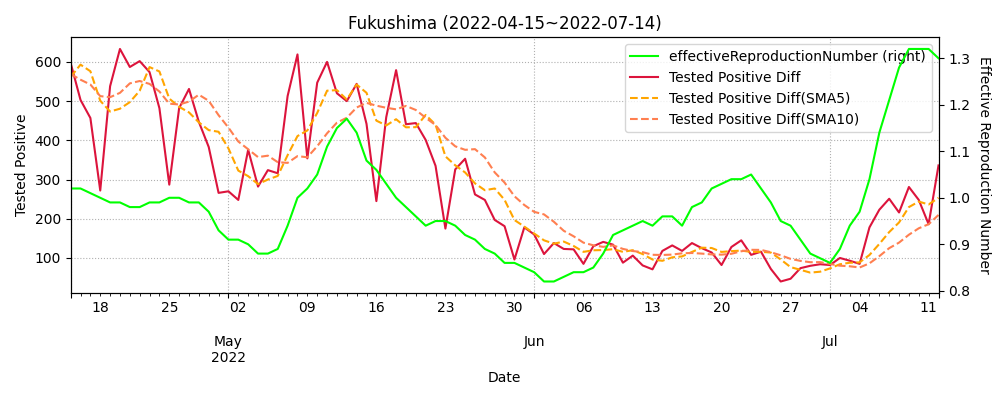 Fukushima (2022-04-15~2022-07-14)
effectiveReproductionNumber (right)
Tested Positive Diff
Tested Positive Diff(SMA5)
Tested Positive Diff(SMA10)
Tested Positive
600
500
400
300
200
100
1.3
1.2
1.1
1.0
0.9
0.8
Effective Reproduction Number
18 25 02 09 16 23 30 06 13 20 27 04 11
May Jun Jul
2022
Date